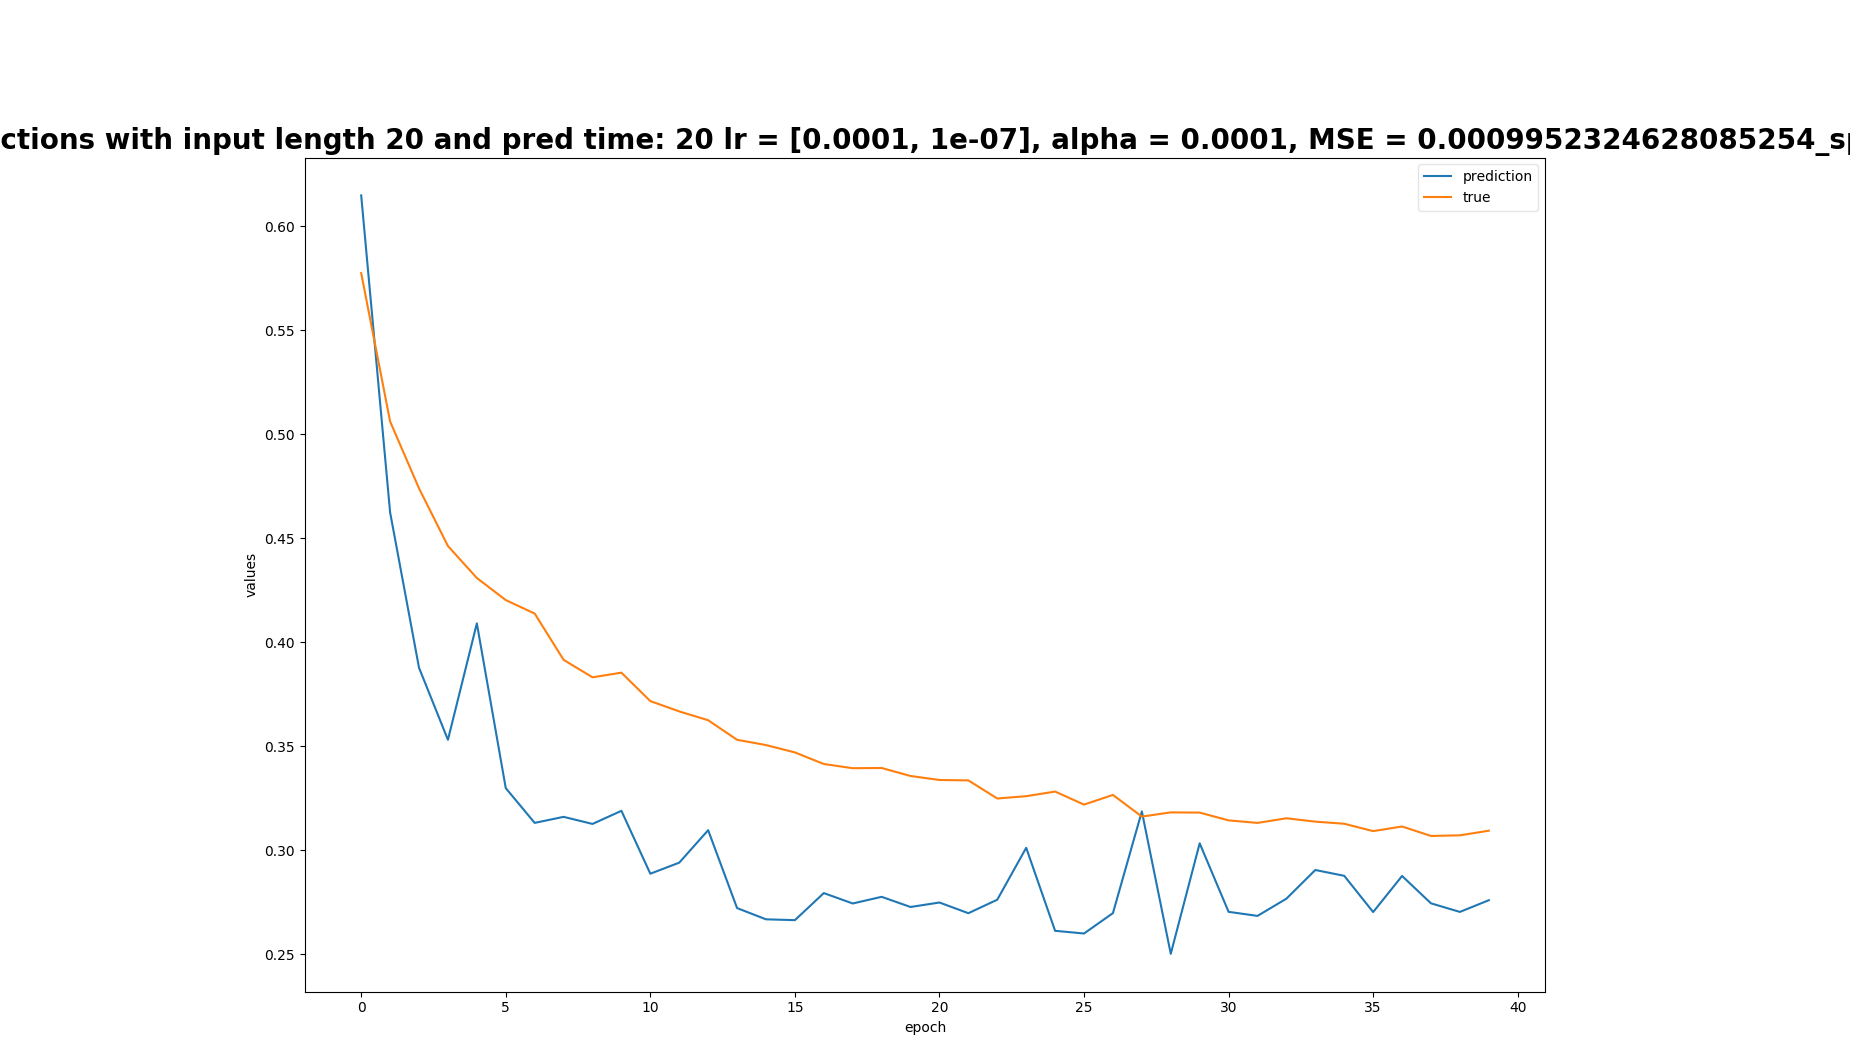 ctions with input length 20 and pred time: 20 lr = [0.0001, 1e-07], alpha = 0.0001, MSE = 0.0009952324628085254_sp
prediction
true
0.60
0.55
0.50
0.45
0.40
0.35
0.30
0.25
values
0 5 10 15 20 25 30 35 40
epoch